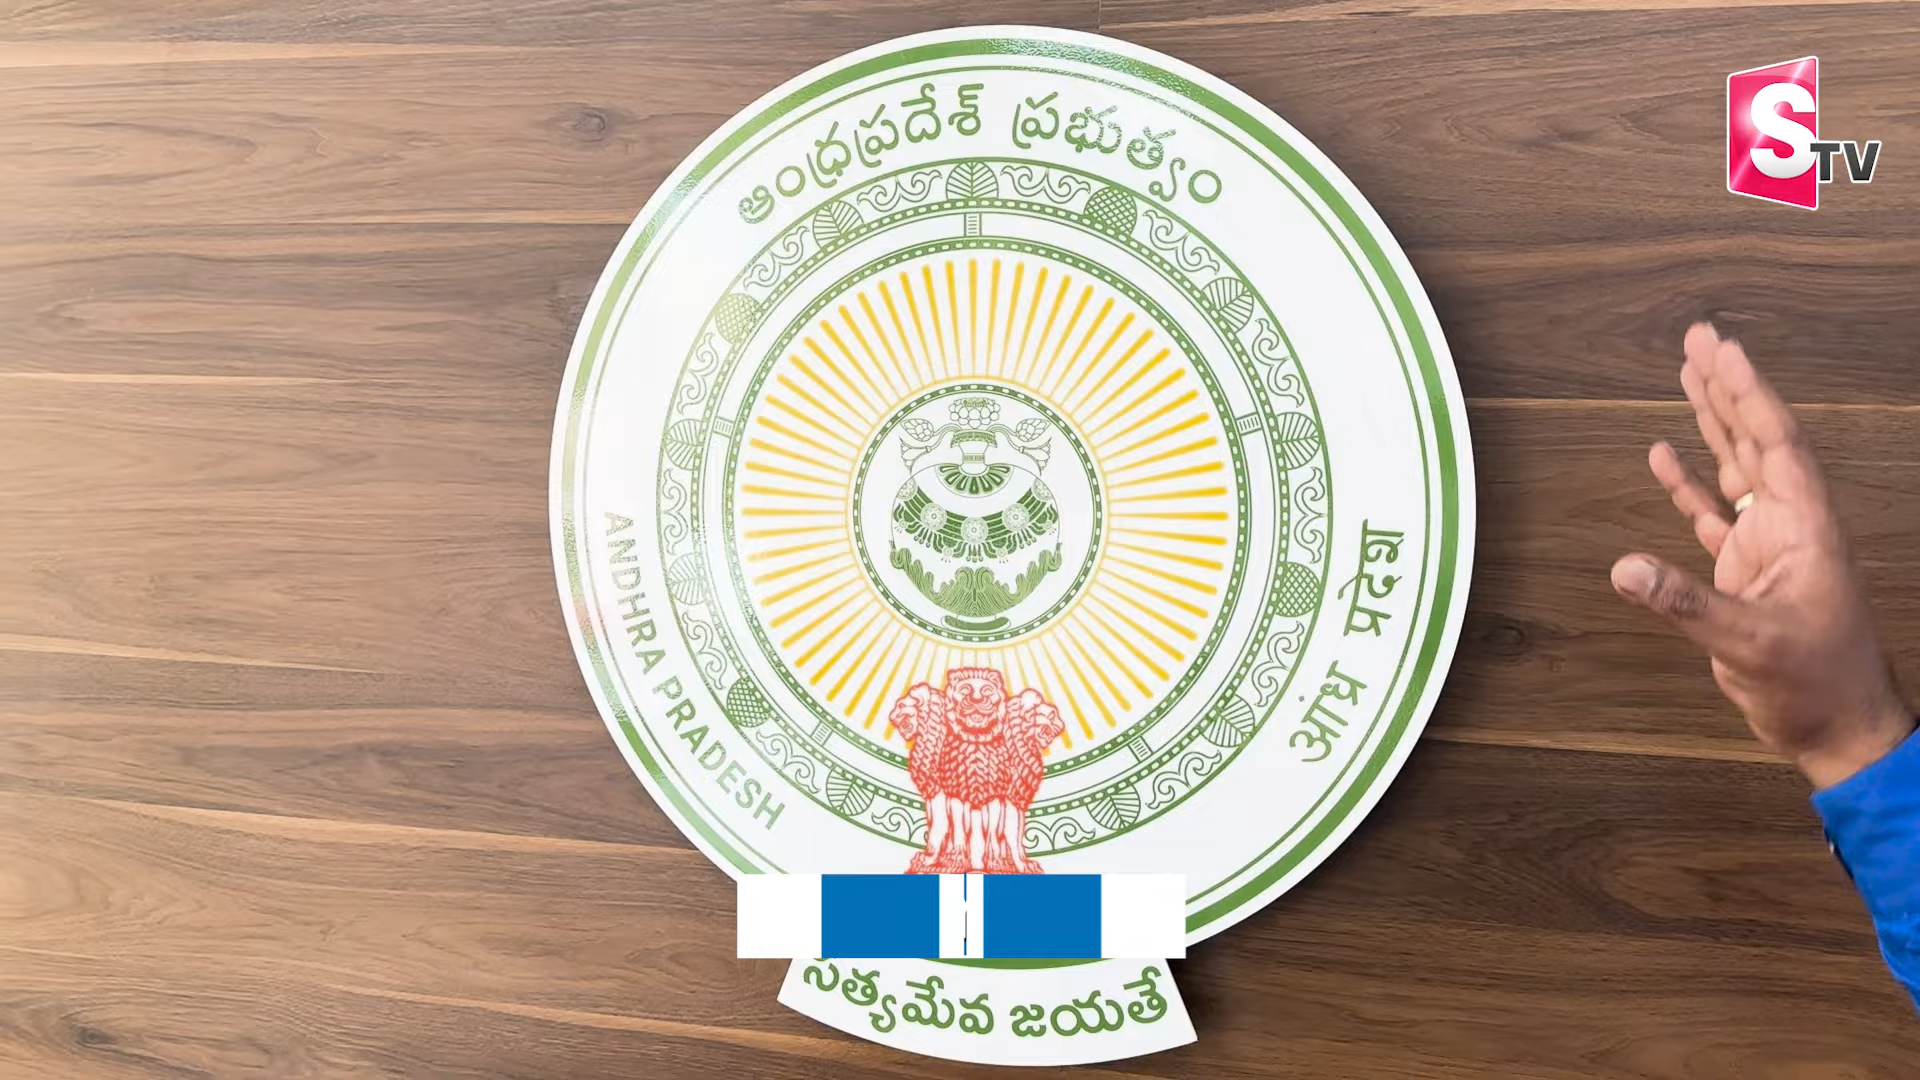 ఆంధ్రప్రదేశ్ ప్రభుత్వం
STV
ANDHRA PRADESH
आंध्र प्रदेश
సత్యమేవ జయతే